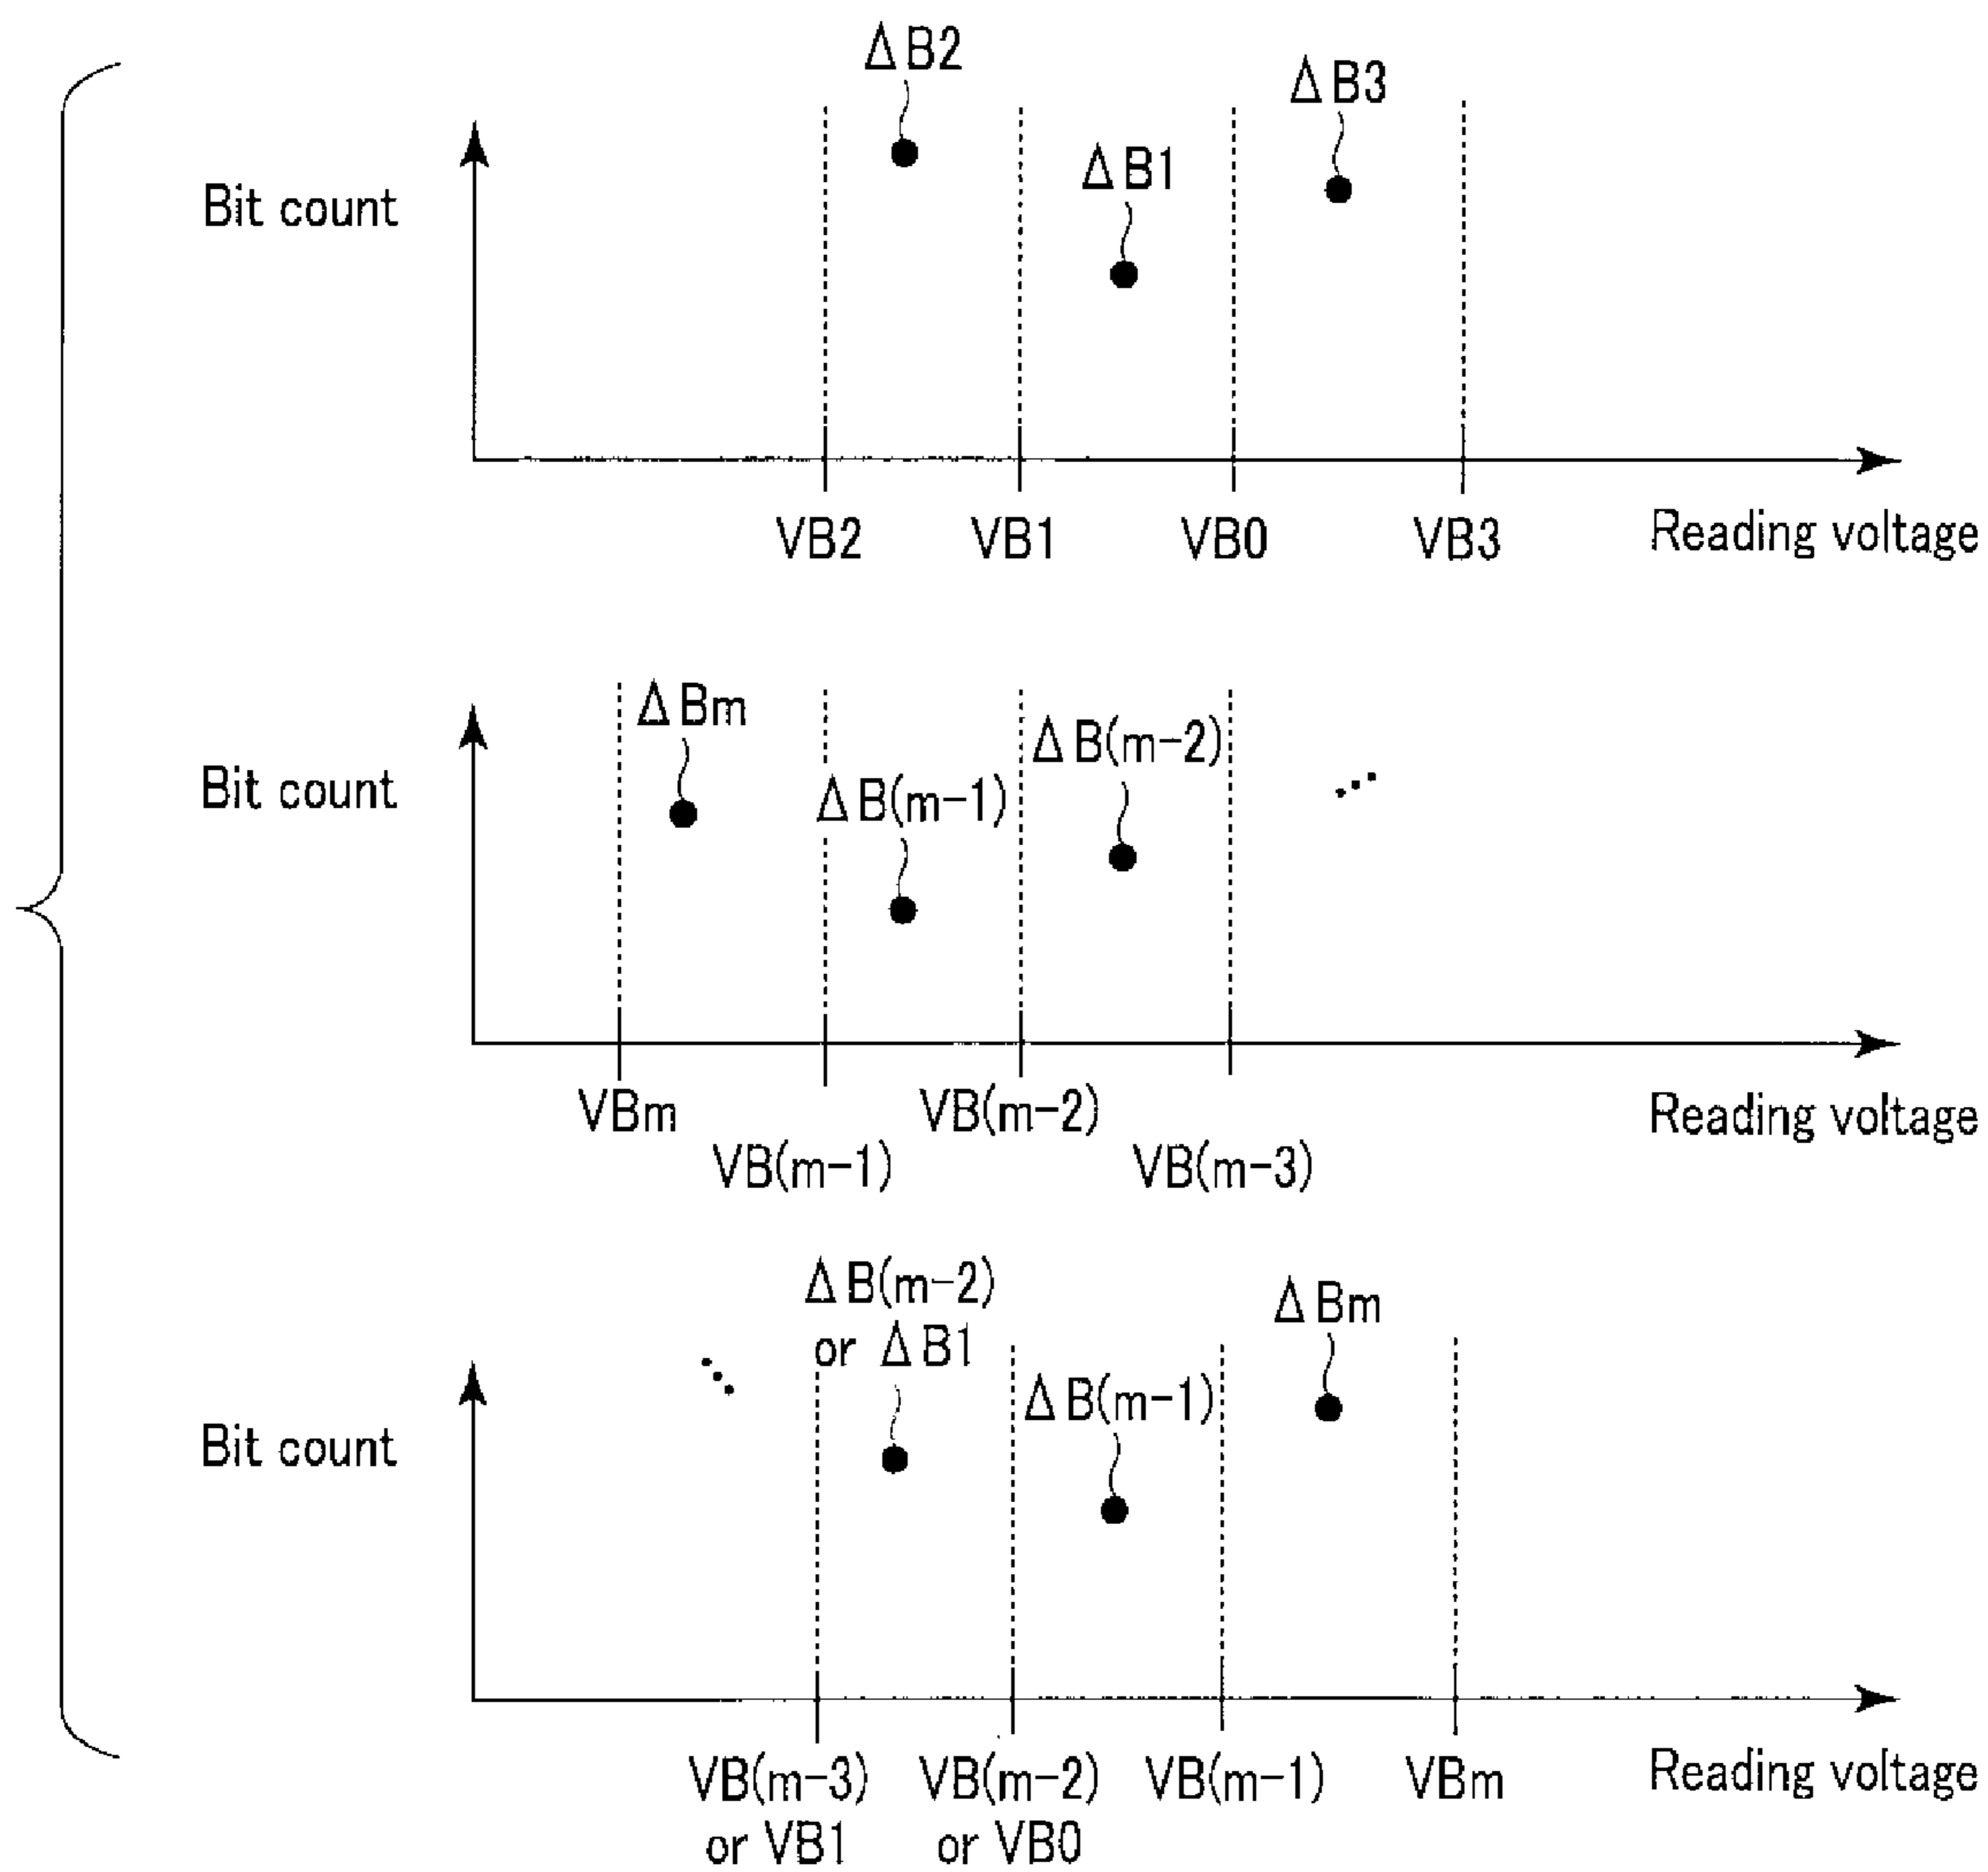 ΔB2
ΔB3
ΔB1
Bit count
VB2
VB1
VB0
VB3
Reading voltage
ΔBm
ΔB(m-2)
ΔB(m-1)
Bit count
VBm
VB(m-2)
Reading voltage
VB(m-1)
VB(m-3)
ΔB(m-2)
or ΔB1
ΔBm
ΔB(m-1)
Bit count
VB(m-3)
or VB1
VB(m-2)
or VB0
VB(m-1)
VBm
Reading voltage